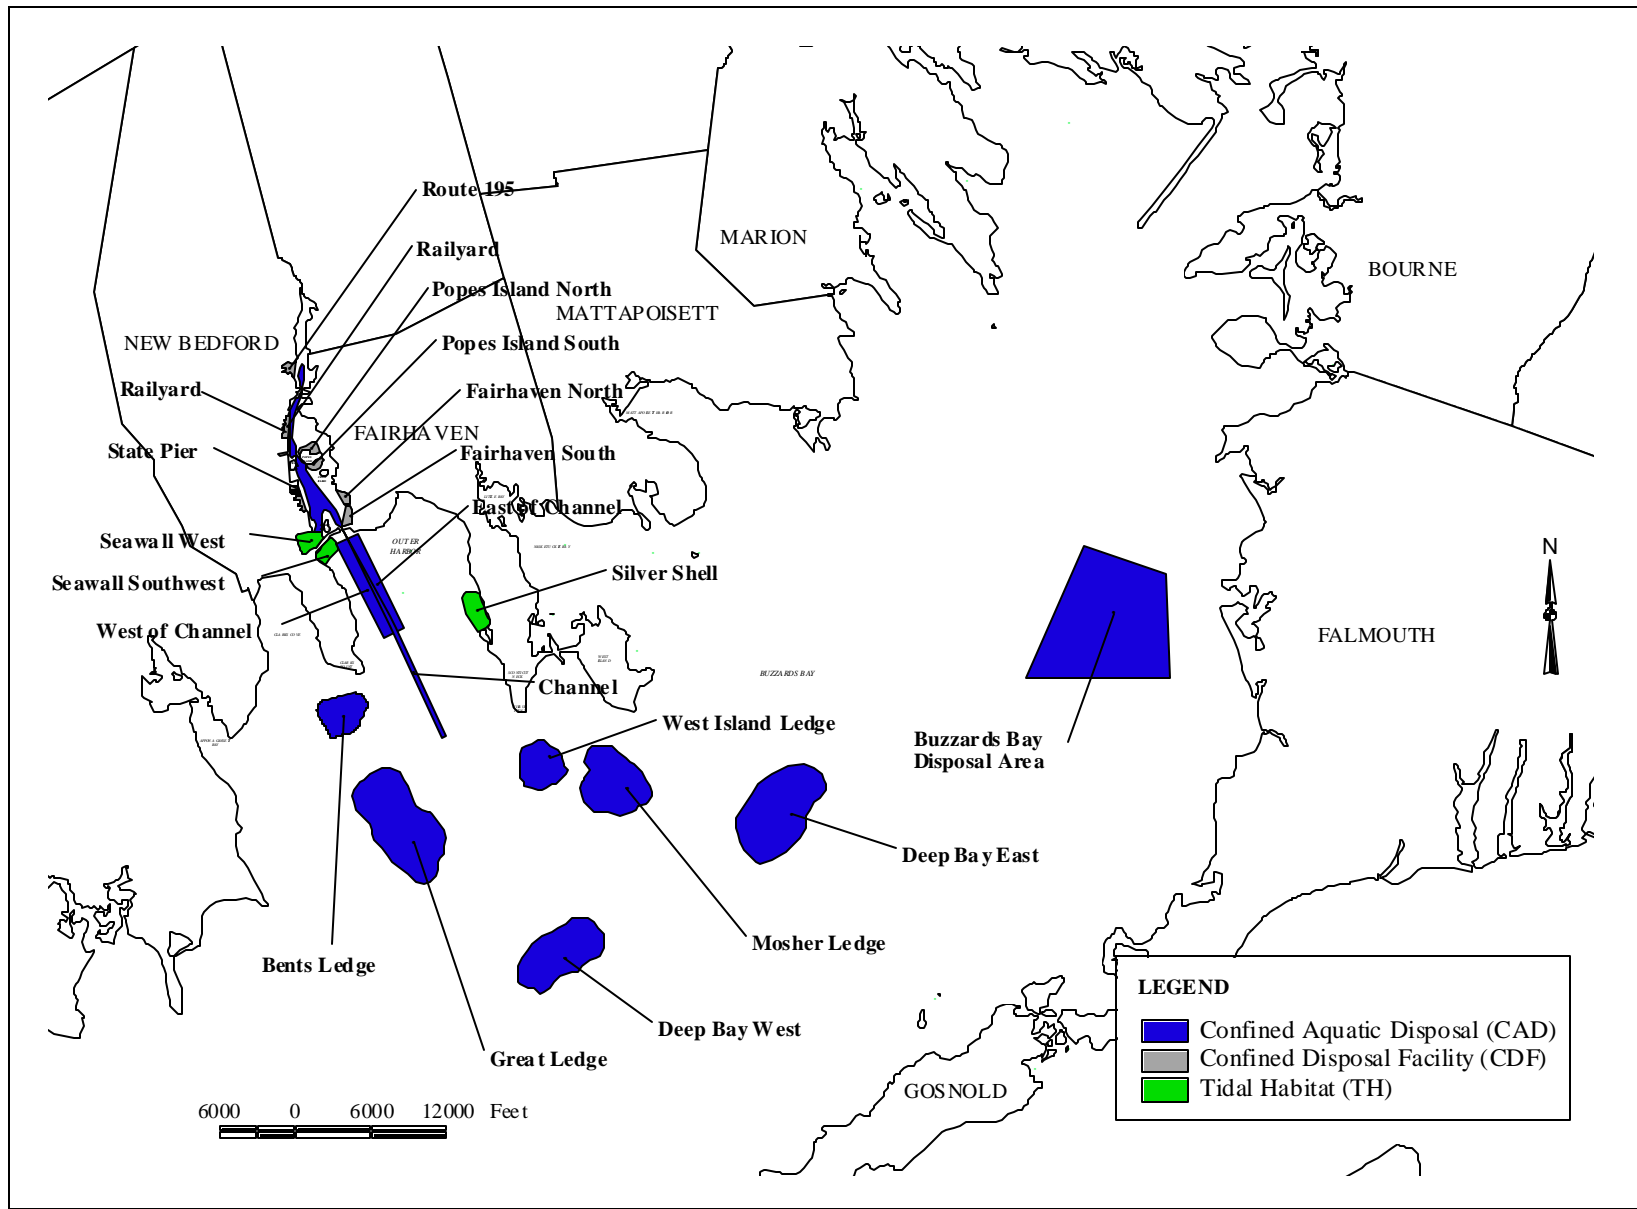 Route 195
Railyard
MARION
BOURNE
Popes Island North
MATTAPOISETT
NEW BEDFORD
Popes Island South
Railyard
Fairhaven North
FAIRHAVEN
State Pier
Fairhaven South
East of Channel
Seawall West
OUTER
HARBOR
N
Silver Shell
Seawall Southwest
West of Channel
FALMOUTH
BUZZARDS BAY
Channel
West Island Ledge
Buzzards Bay
Disposal Area
Deep Bay East
Mosher Ledge
Bents Ledge
Deep Bay West
Great Ledge
GOSNOLD
LEGEND
Confined Aquatic Disposal (CAD)
Confined Disposal Facility (CDF)
Tidal Habitat (TH)
6000 0 6000 12000 Feet